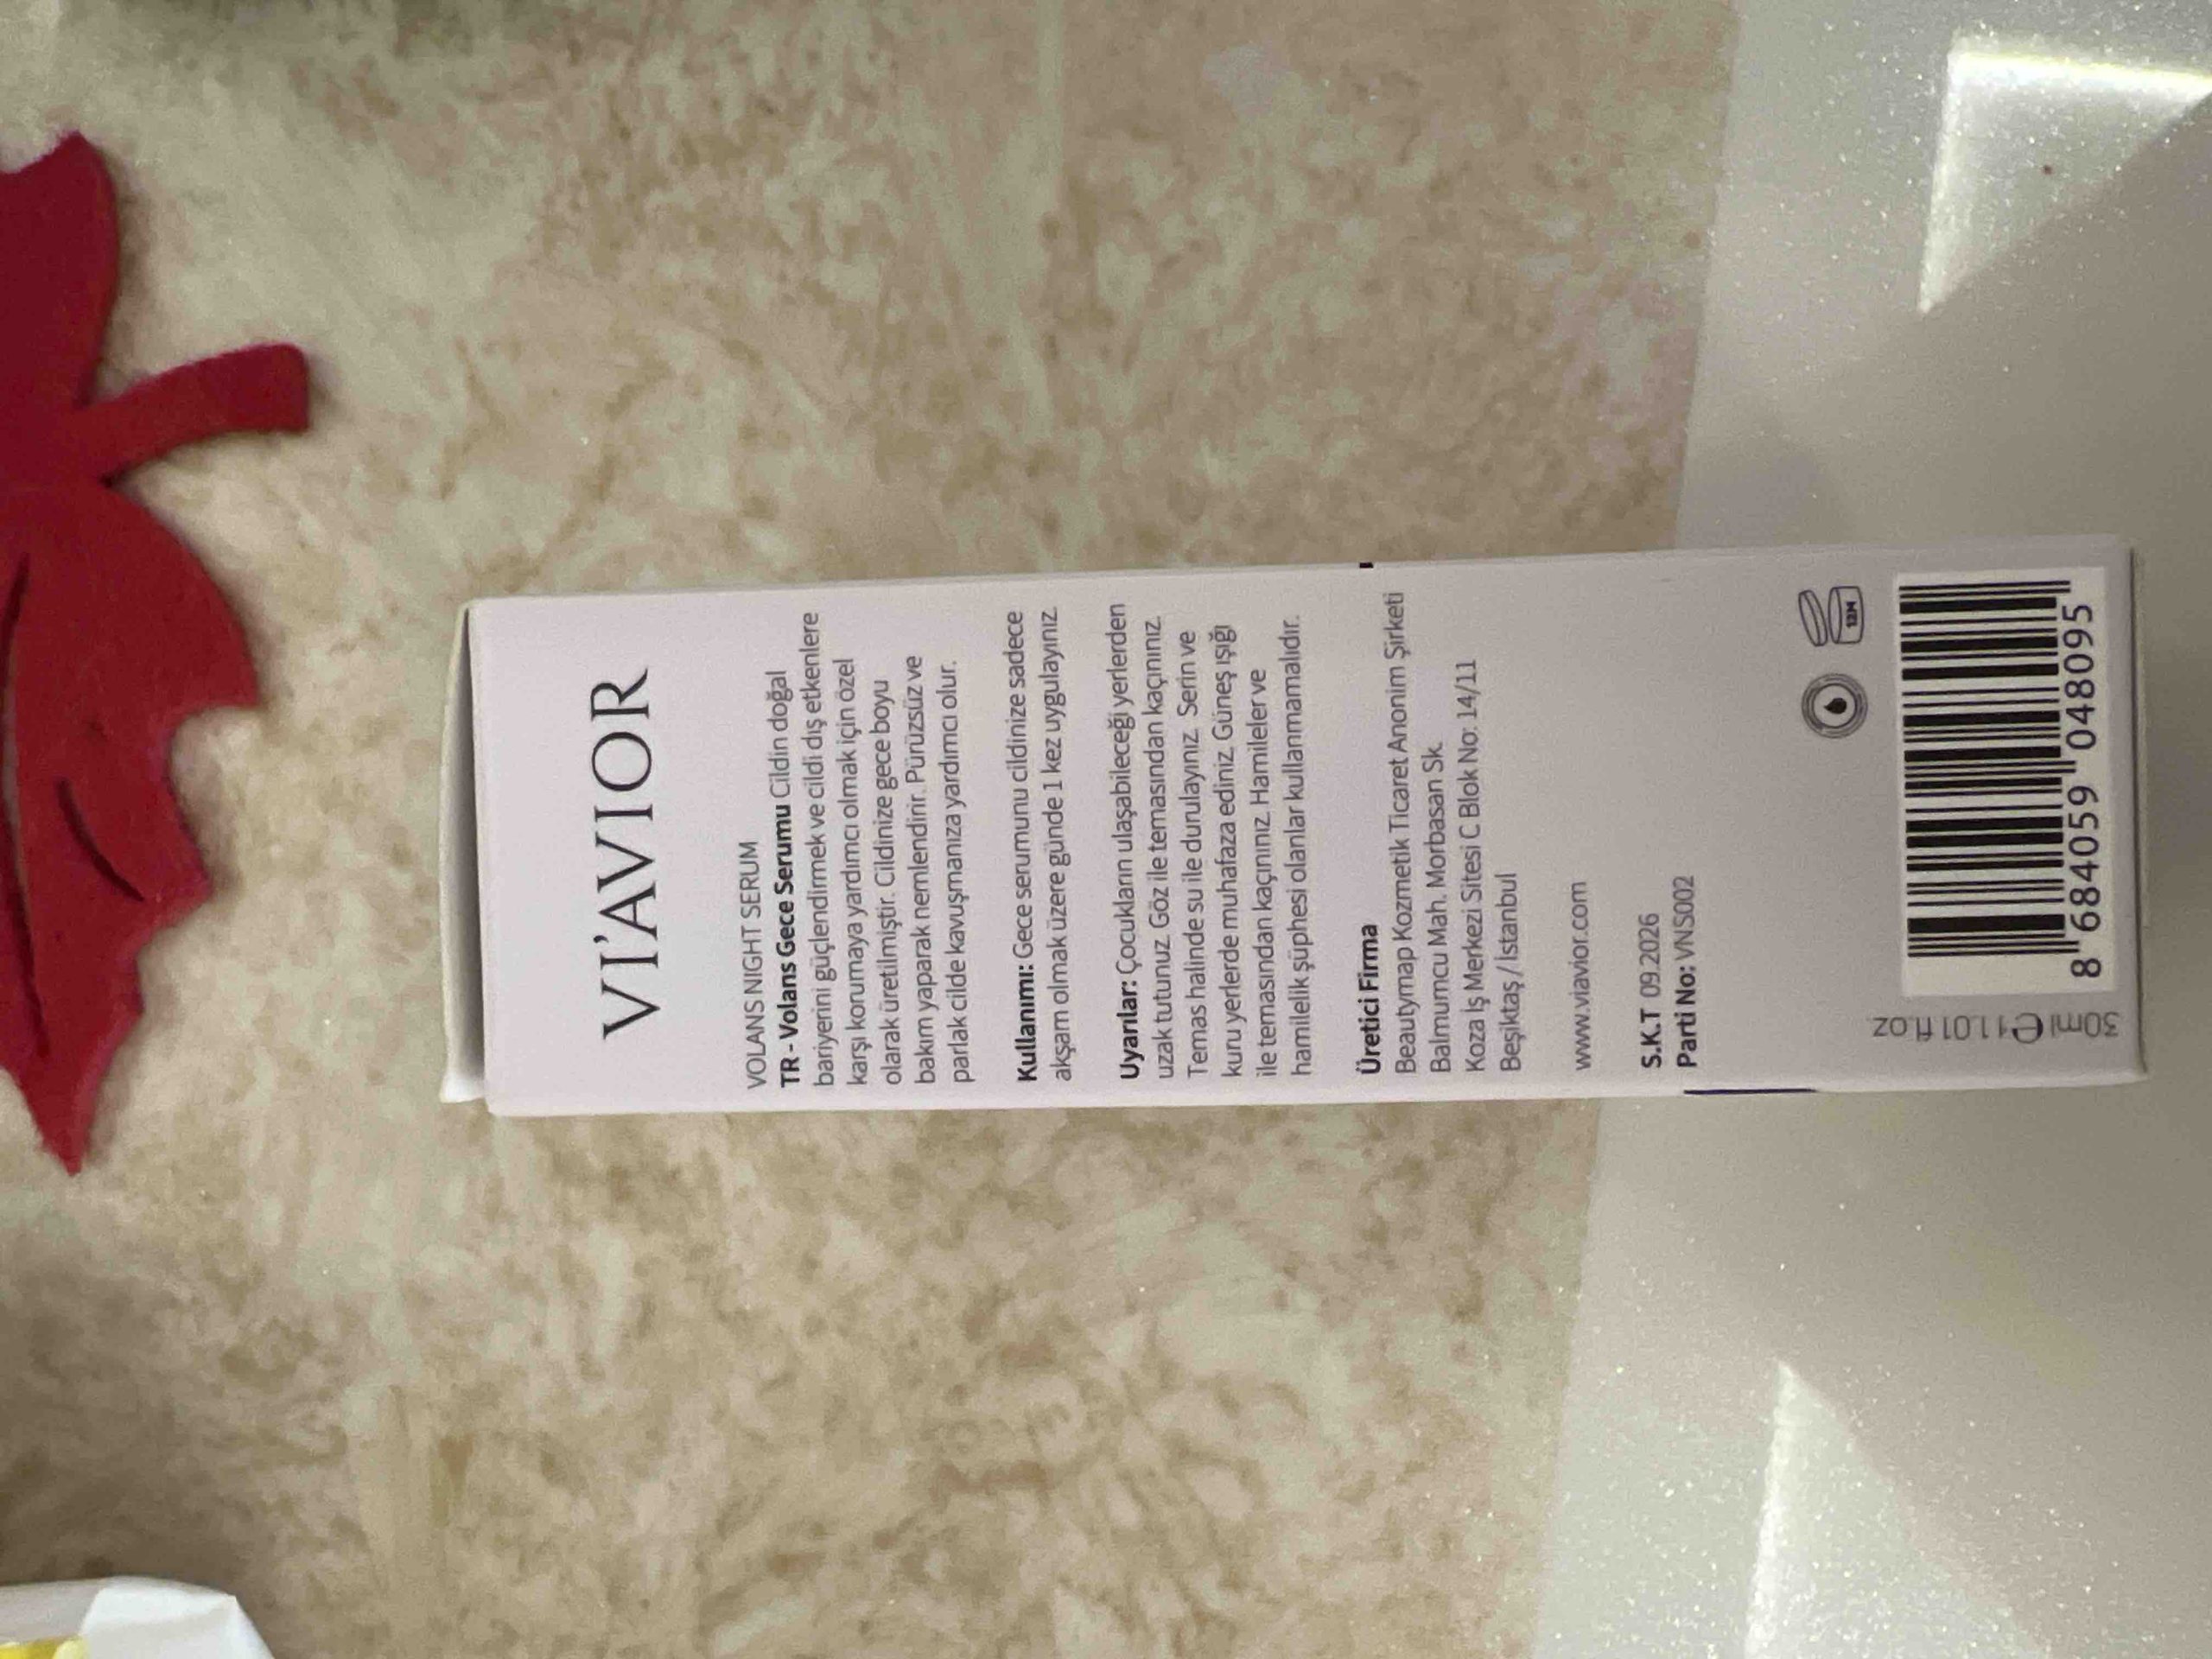 VI'AVIOR
VOLANS NIGHT SERUM
TR - Volans Gece Serumu Cildin doğal
bariyerini güçlendirmek ve cildi dış etkenlere
karşı korumaya yardımcı olmak için özel
olarak üretilmiştir. Cildinize gece boyu
bakım yaparak nemlendirir. Pürüzsüz ve
parlak cilde kavuşmanıza yardımcı olur.
Kullanımı: Gece serumunu cildinize sadece
akşam olmak üzere günde 1 kez uygulayınız.
Uyarılar: Çocukların ulaşabileceği yerlerden
uzak tutunuz. Göz ile temasından kaçınınız.
Temas halinde su ile durulayınız. Serin ve
kuru yerlerde muhafaza ediniz. Güneş ışığı
ile temasından kaçınınız. Hamileler ve
hamilelik şüphesi olanlar kullanmamalıdır.
Üretici Firma
Beautymap Kozmetik Ticaret Anonim Şirketi
Balmumcu Mah. Morbasan Sk.
Koza İş Merkezi Sitesi C Blok No: 14/11
Beşiktaş / İstanbul
www.viavior.com
S.K.T 09.2026
Parti No: VNS002
12M
30ml ℮ 1.01 fl.oz.
8 684059 048095